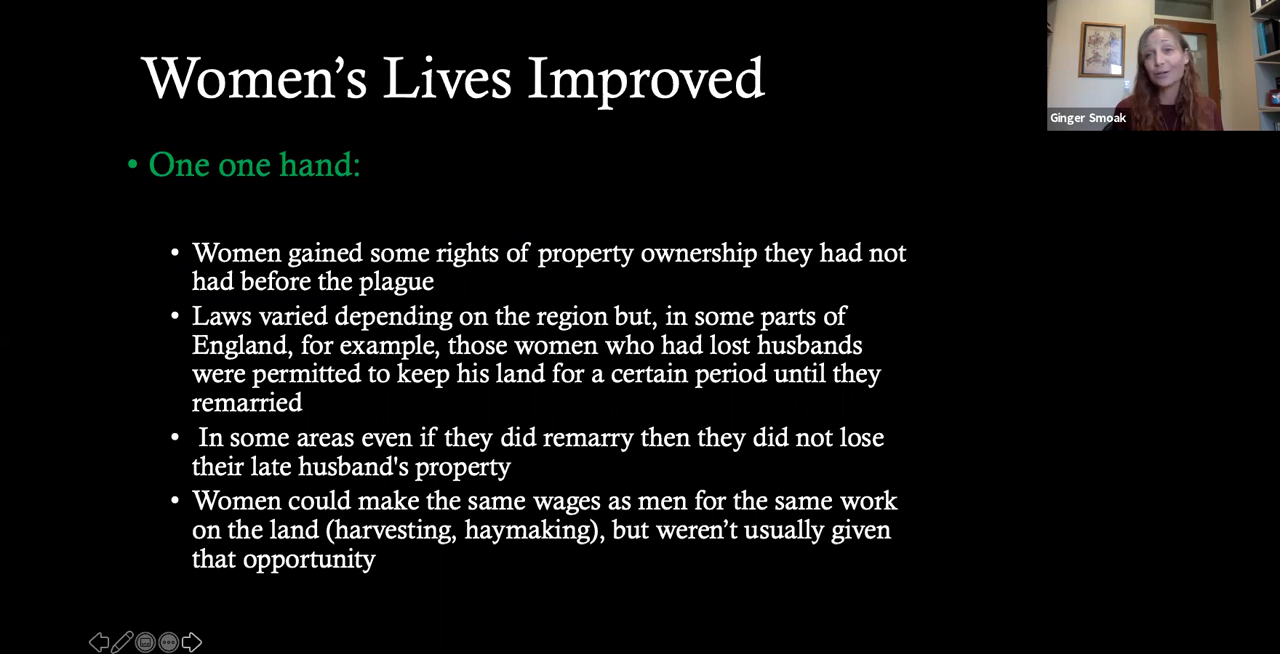 Women’s Lives Improved
Ginger Smoak
• One one hand:
• Women gained some rights of property ownership they had not
had before the plague
• Laws varied depending on the region but, in some parts of
England, for example, those women who had lost husbands
were permitted to keep his land for a certain period until they
remarried
• In some areas even if they did remarry then they did not lose
their late husband's property
• Women could make the same wages as men for the same work
on the land (harvesting, haymaking), but weren’t usually given
that opportunity